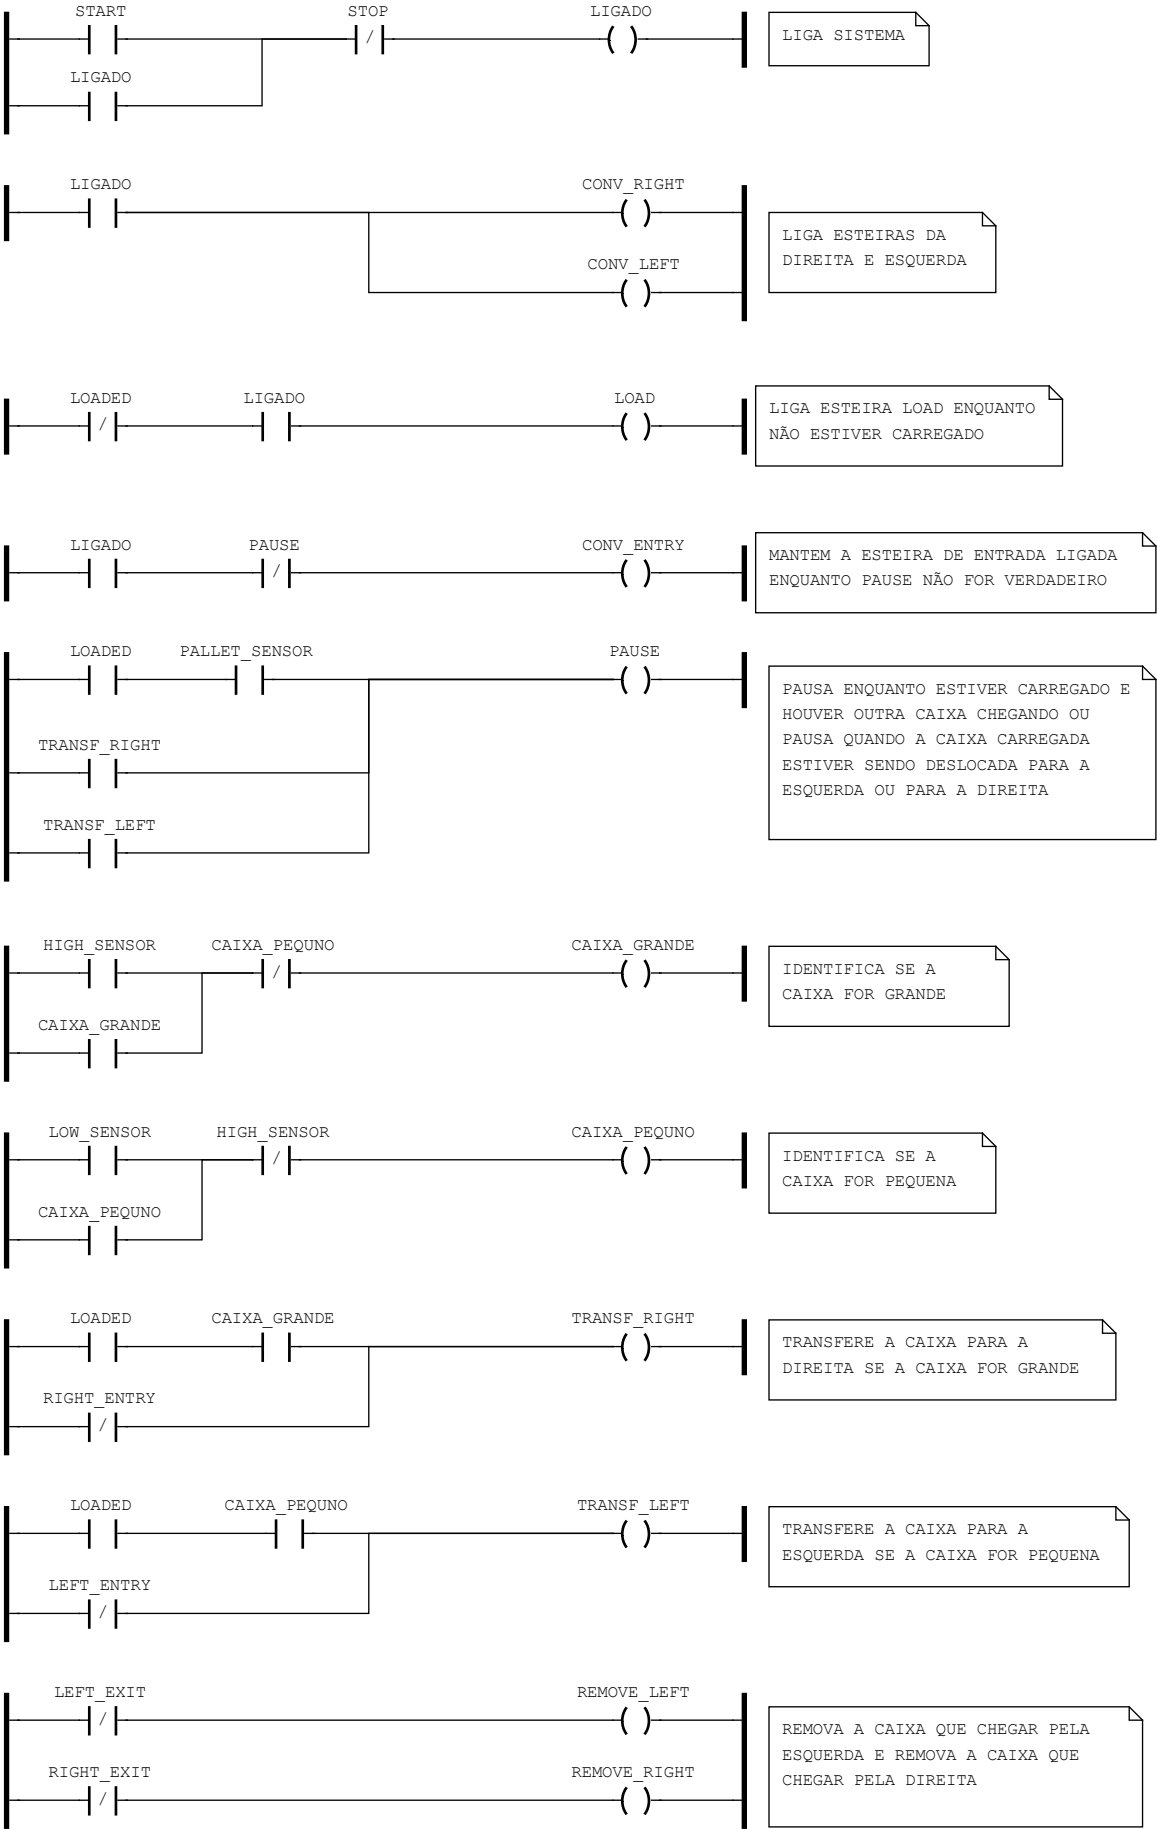 START
STOP
LIGADO
LIGA SISTEMA
/
LIGADO
LIGADO
CONV_RIGHT
LIGA ESTEIRAS DA
DIREITA E ESQUERDA
CONV_LEFT
LOADED
LIGADO
LOAD
/
LIGA ESTEIRA LOAD ENQUANTO
NÃO ESTIVER CARREGADO
LIGADO
PAUSE
CONV_ENTRY
/
MANTEM A ESTEIRA DE ENTRADA LIGADA
ENQUANTO PAUSE NÃO FOR VERDADEIRO
LOADED
PALLET_SENSOR
PAUSE
PAUSA ENQUANTO ESTIVER CARREGADO E
HOUVER OUTRA CAIXA CHEGANDO OU
PAUSA QUANDO A CAIXA CARREGADA
ESTIVER SENDO DESLOCADA PARA A
ESQUERDA OU PARA A DIREITA
TRANSF_RIGHT
TRANSF_LEFT
HIGH_SENSOR
CAIXA_PEQUNO
CAIXA_GRANDE
/
IDENTIFICA SE A
CAIXA FOR GRANDE
CAIXA_GRANDE
LOW_SENSOR
HIGH_SENSOR
CAIXA_PEQUNO
/
IDENTIFICA SE A
CAIXA FOR PEQUENA
CAIXA_PEQUNO
LOADED
CAIXA_GRANDE
TRANSF_RIGHT
TRANSFERE A CAIXA PARA A
DIREITA SE A CAIXA FOR GRANDE
RIGHT_ENTRY
/
LOADED
CAIXA_PEQUNO
TRANSF_LEFT
TRANSFERE A CAIXA PARA A
ESQUERDA SE A CAIXA FOR PEQUENA
LEFT_ENTRY
/
LEFT_EXIT
REMOVE_LEFT
/
REMOVA A CAIXA QUE CHEGAR PELA
ESQUERDA E REMOVA A CAIXA QUE
CHEGAR PELA DIREITA
RIGHT_EXIT
REMOVE_RIGHT
/